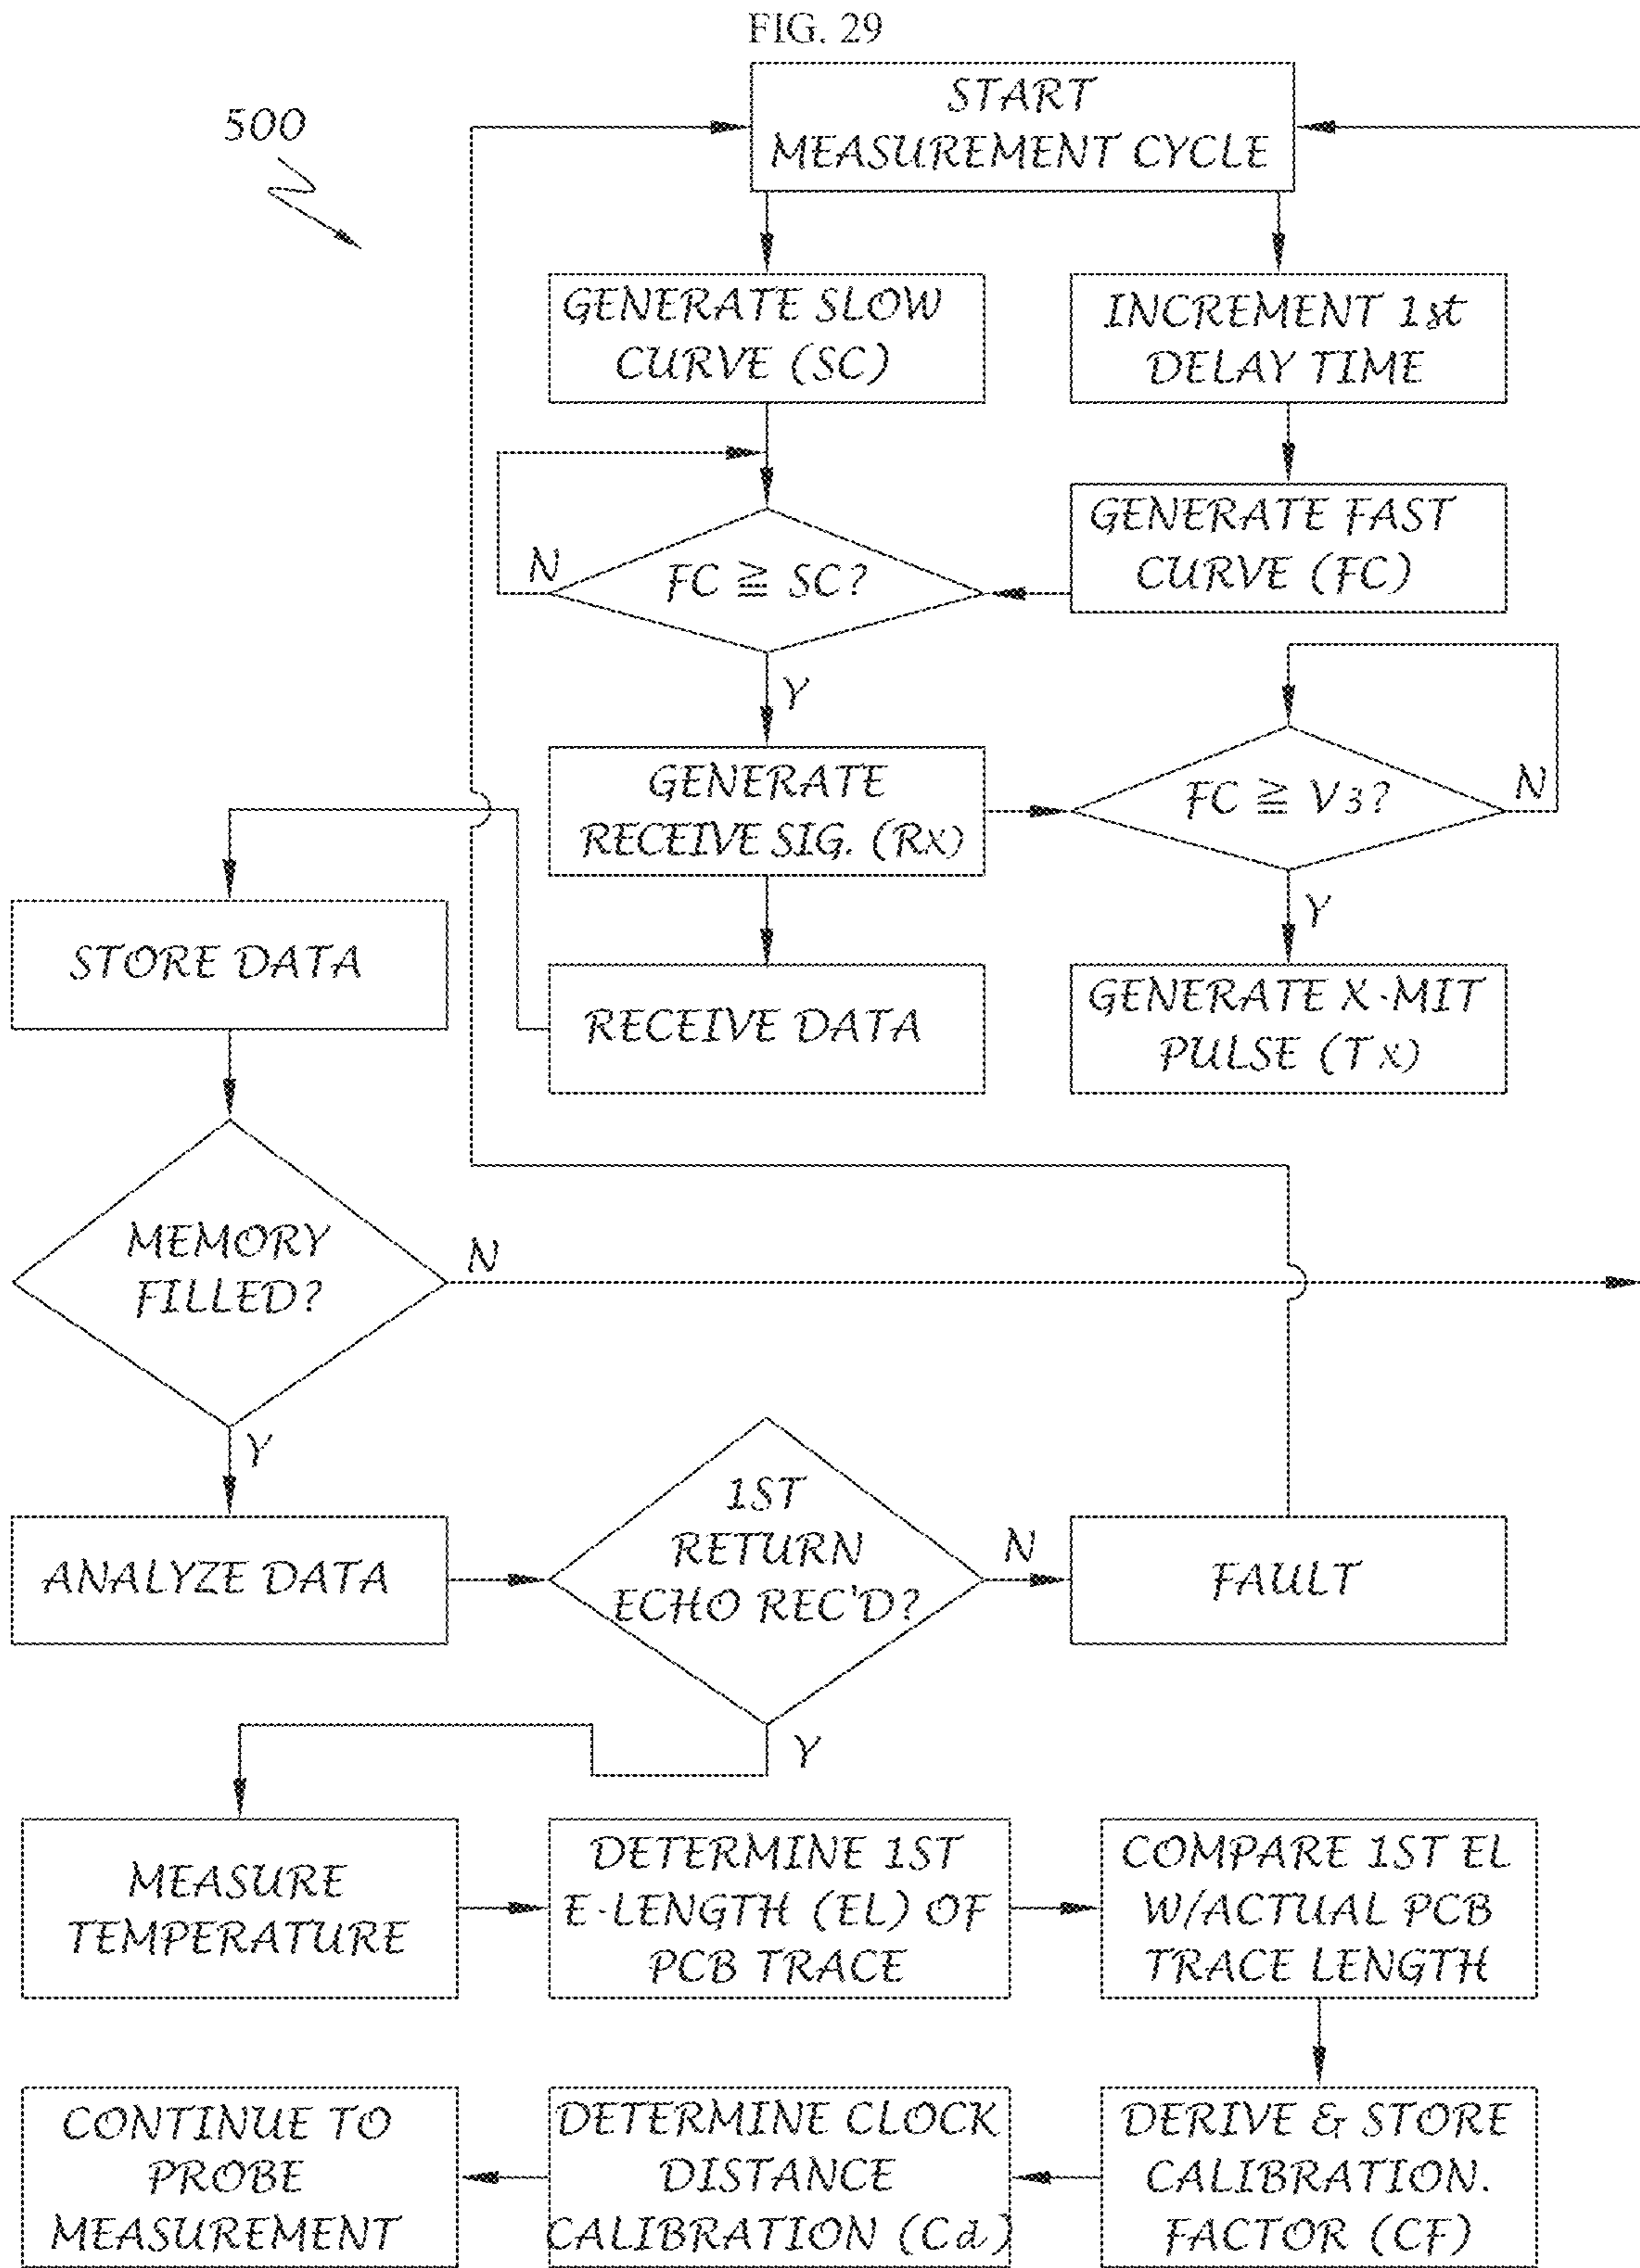 FIG. 29
500
START
MEASUREMENT CYCLE
GENERATE SLOW
CURVE (SC)
INCREMENT 1st
DELAY TIME
GENERATE FAST
CURVE (FC)
FC ≧ SC?
N
Y
GENERATE
RECEIVE SIG. (Rx)
FC ≧ V3?
N
Y
STORE DATA
RECEIVE DATA
GENERATE X-MIT
PULSE (Tx)
MEMORY
FILLED?
N
Y
ANALYZE DATA
1ST
RETURN
ECHO REC'D?
N
FAULT
Y
MEASURE
TEMPERATURE
DETERMINE 1ST
E-LENGTH (EL) OF
PCB TRACE
COMPARE 1ST EL
W/ACTUAL PCB
TRACE LENGTH
CONTINUE TO
PROBE
MEASUREMENT
DETERMINE CLOCK
DISTANCE
CALIBRATION (Cd)
DERIVE & STORE
CALIBRATION.
FACTOR (CF)